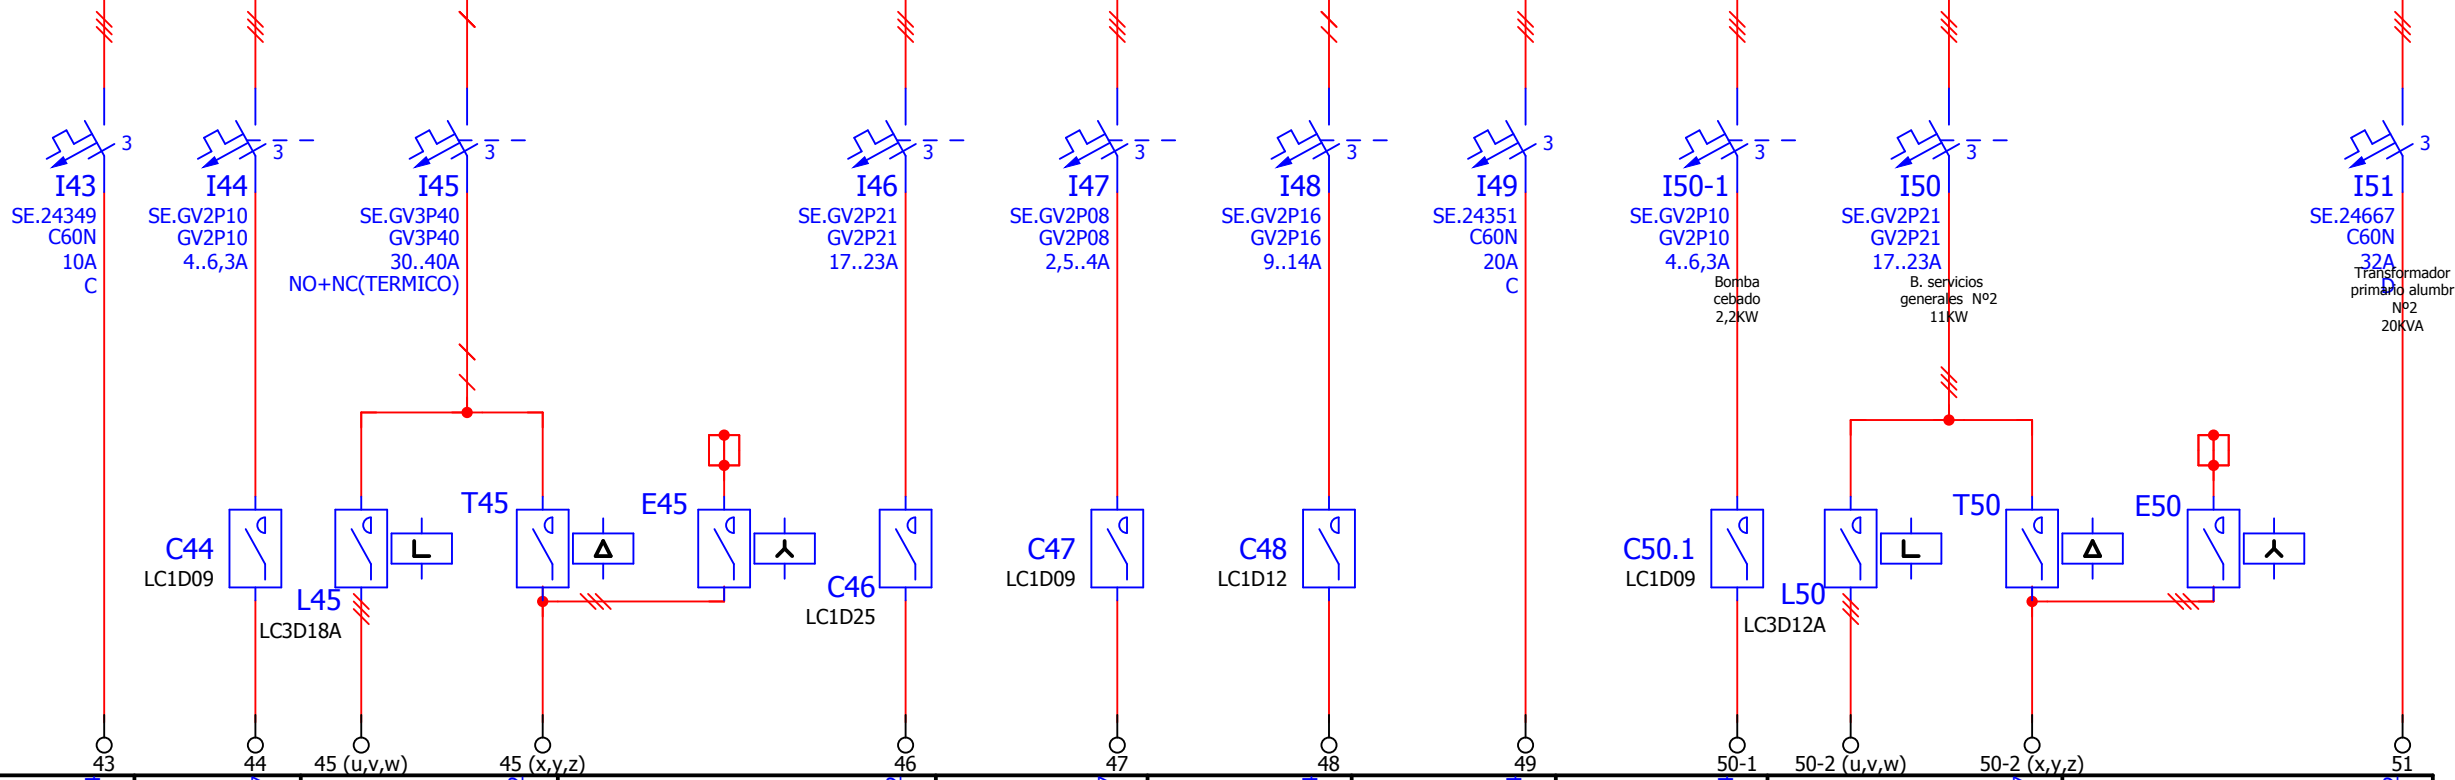 3
I43
SE.24349
C60N
10A
C
3
I44
SE.GV2P10
GV2P10
4..6,3A
3
I45
SE.GV3P40
GV3P40
30..40A
NO+NC(TERMICO)
3
I46
SE.GV2P21
GV2P21
17..23A
3
I47
SE.GV2P08
GV2P08
2,5..4A
3
I48
SE.GV2P16
GV2P16
9..14A
3
I49
SE.24351
C60N
20A
C
3
I50-1
SE.GV2P10
GV2P10
4..6,3A
Bomba
cebado
2,2KW
3
I50
SE.GV2P21
GV2P21
17..23A
B. servicios
generales Nº2
11KW
3
I51
SE.24667
C60N
32A
D
Transformador
primario alumbr
Nº2
20KVA
C44
LC1D09
L45
LC3D18A
L
T45
Δ
E45
C46
LC1D25
C47
LC1D09
C48
LC1D12
C50.1
LC1D09
L50
LC3D12A
L
T50
Δ
E50
43
44
45 (u,v,w)
45 (x,y,z)
46
47
48
49
50-1
50-2 (u,v,w)
50-2 (x,y,z)
51